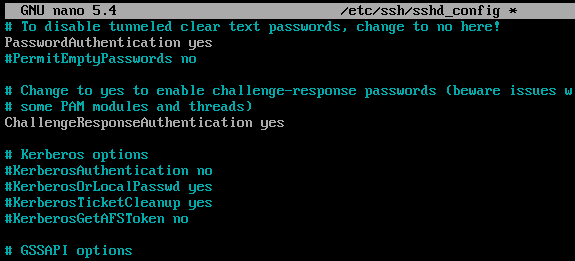 GNU nano 5.4 /etc/ssh/sshd_config *
# To disable tunneled clear text passwords, change to no here!
PasswordAuthentication yes
#PermitEmptyPasswords no
# Change to yes to enable challenge-response passwords (beware issues w
# some PAM modules and threads)
ChallengeResponseAuthentication yes
# Kerberos options
#KerberosAuthentication no
#KerberosOrLocalPasswd yes
#KerberosTicketCleanup yes
#KerberosGetAFSToken no
# GSSAPI options